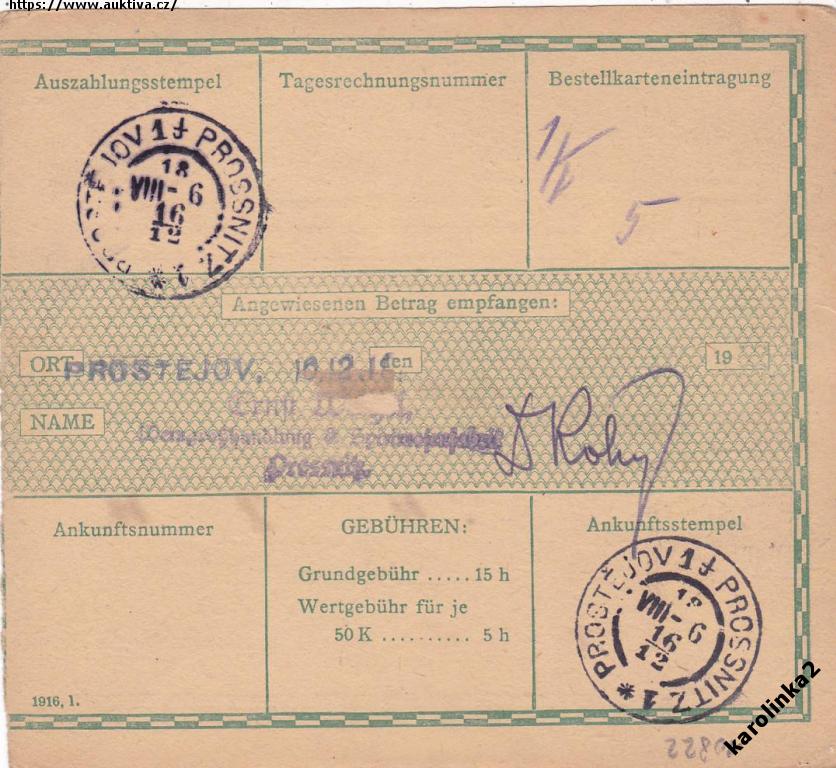 https://www.auktiva.cz/
Auszahlungsstempel
Tagesrechnungsnummer
Bestellkarteneintragung
PROSTĚJOV 1 ‡ PROSSNITZ 1 *
18
VIII- 6
16
12
5
Angewiesenen Betrag empfangen:
ORT
PROSTEJOV,
den
19
NAME
Ernst
Prossnitz.
Ankunftsnummer
GEBÜHREN:
Grundgebühr ..... 15 h
Wertgebühr für je
50 K .......... 5 h
Ankunftsstempel
PROSTĚJOV 1 ‡ PROSSNITZ 1 *
18
VIII- 6
16
12
1916, 1.
karolinka2